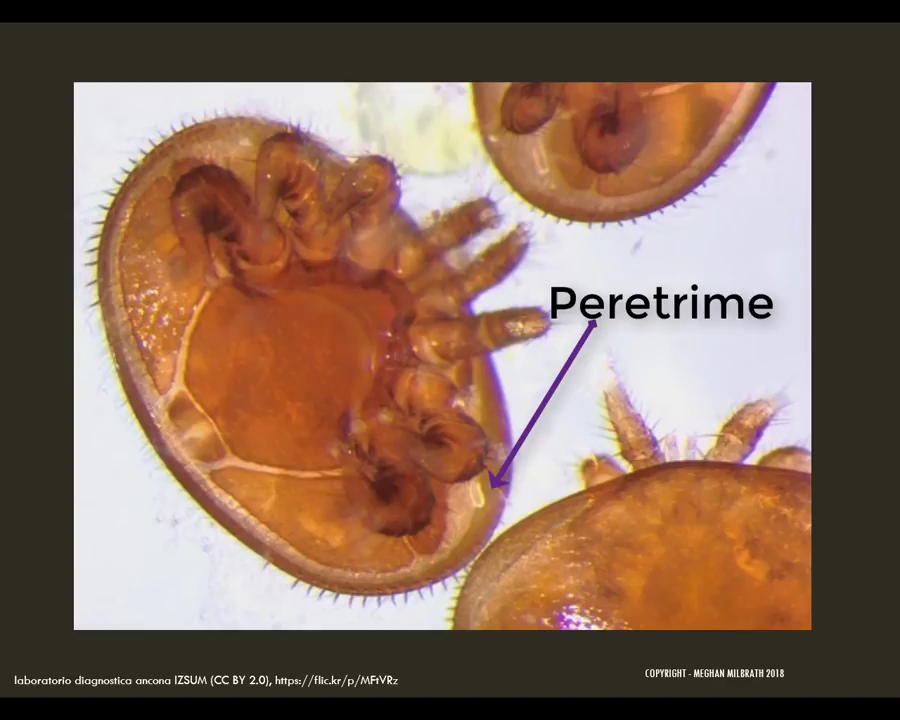 Peretrime
laboratorio diagnostica ancona IZSUM (CC BY 2.0), https://flic.kr/p/MFtVRz
COPYRIGHT - MEGHAN MILBRATH 2018